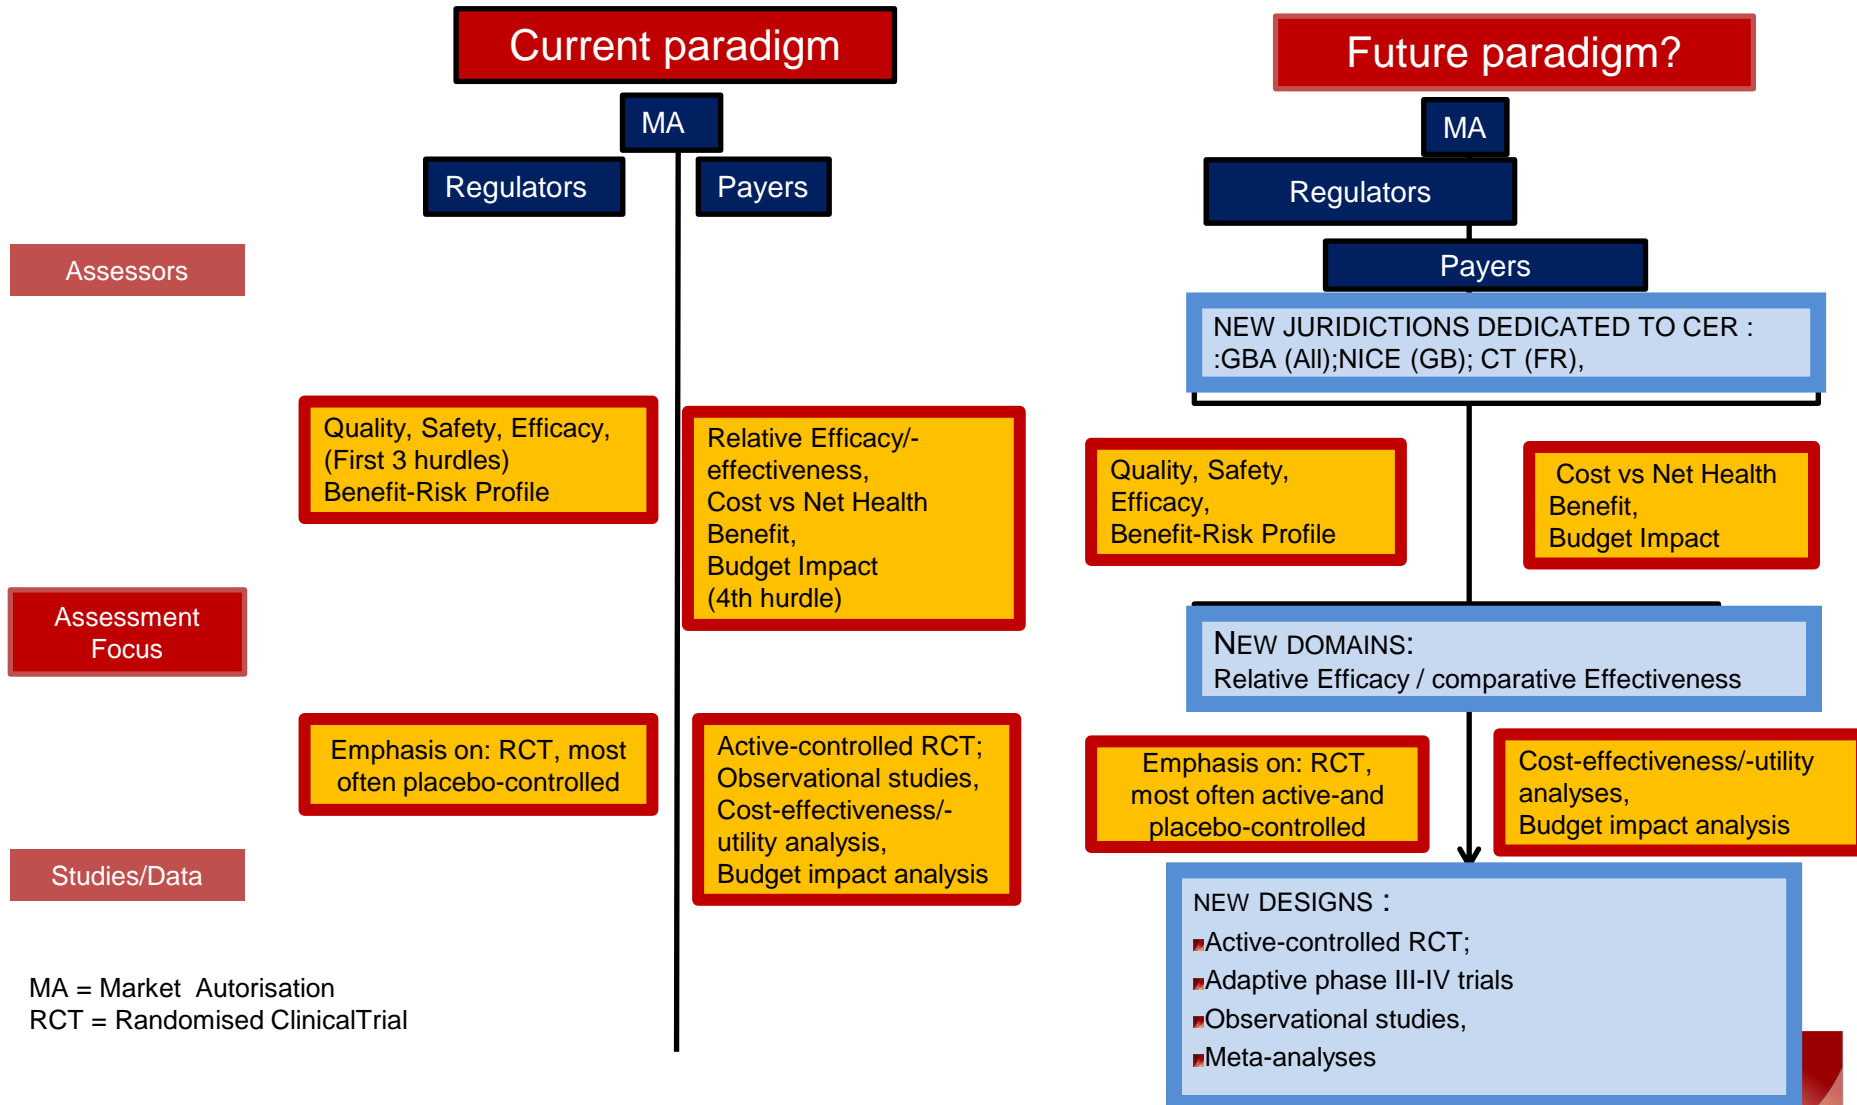 Current paradigm
MA
Regulators
Payers
Assessors
Quality, Safety, Efficacy,
(First 3 hurdles)
Benefit-Risk Profile
Relative Efficacy/-
effectiveness,
Cost vs Net Health
Benefit,
Budget Impact
(4th hurdle)
Assessment
Focus
Emphasis on: RCT, most
often placebo-controlled
Active-controlled RCT;
Observational studies,
Cost-effectiveness/-
utility analysis,
Budget impact analysis
Studies/Data
MA = Market Autorisation
RCT = Randomised ClinicalTrial
Future paradigm?
MA
Regulators
Payers
NEW JURIDICTIONS DEDICATED TO CER :
:GBA (All);NICE (GB); CT (FR),
Quality, Safety,
Efficacy,
Benefit-Risk Profile
Cost vs Net Health
Benefit,
Budget Impact
NEW DOMAINS:
Relative Efficacy / comparative Effectiveness
Emphasis on: RCT,
most often active-and
placebo-controlled
Cost-effectiveness/-utility
analyses,
Budget impact analysis
NEW DESIGNS :
Active-controlled RCT;
Adaptive phase III-IV trials
Observational studies,
Meta-analyses